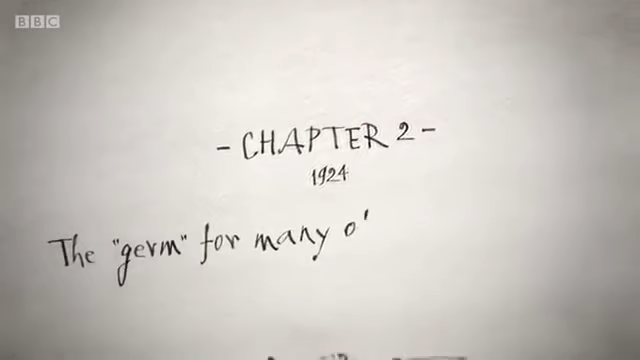 BBC
- CHAPTER 2 -
1924
The "germ" for many o'